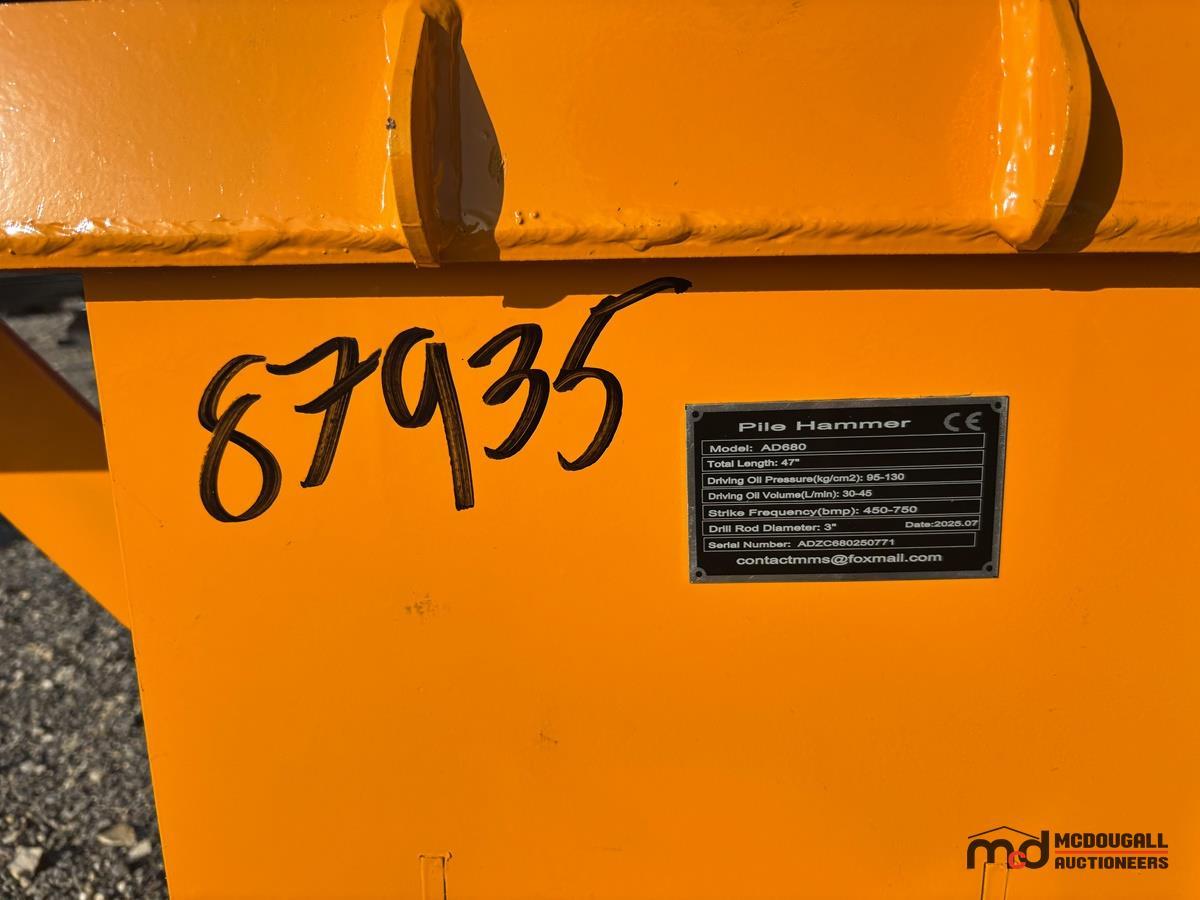 87935
Pile Hammer CE
Model: AD680
Total Length: 47"
Driving Oil Pressure(kg/cm2): 95-130
Driving Oil Volume(L/min): 30-45
Strike Frequency(bmp): 450-750
Drill Rod Diameter: 3" Date:2025.07
Serial Number: ADZC680250771
contactmms@foxmail.com
mcd MCDOUGALL
AUCTIONEERS